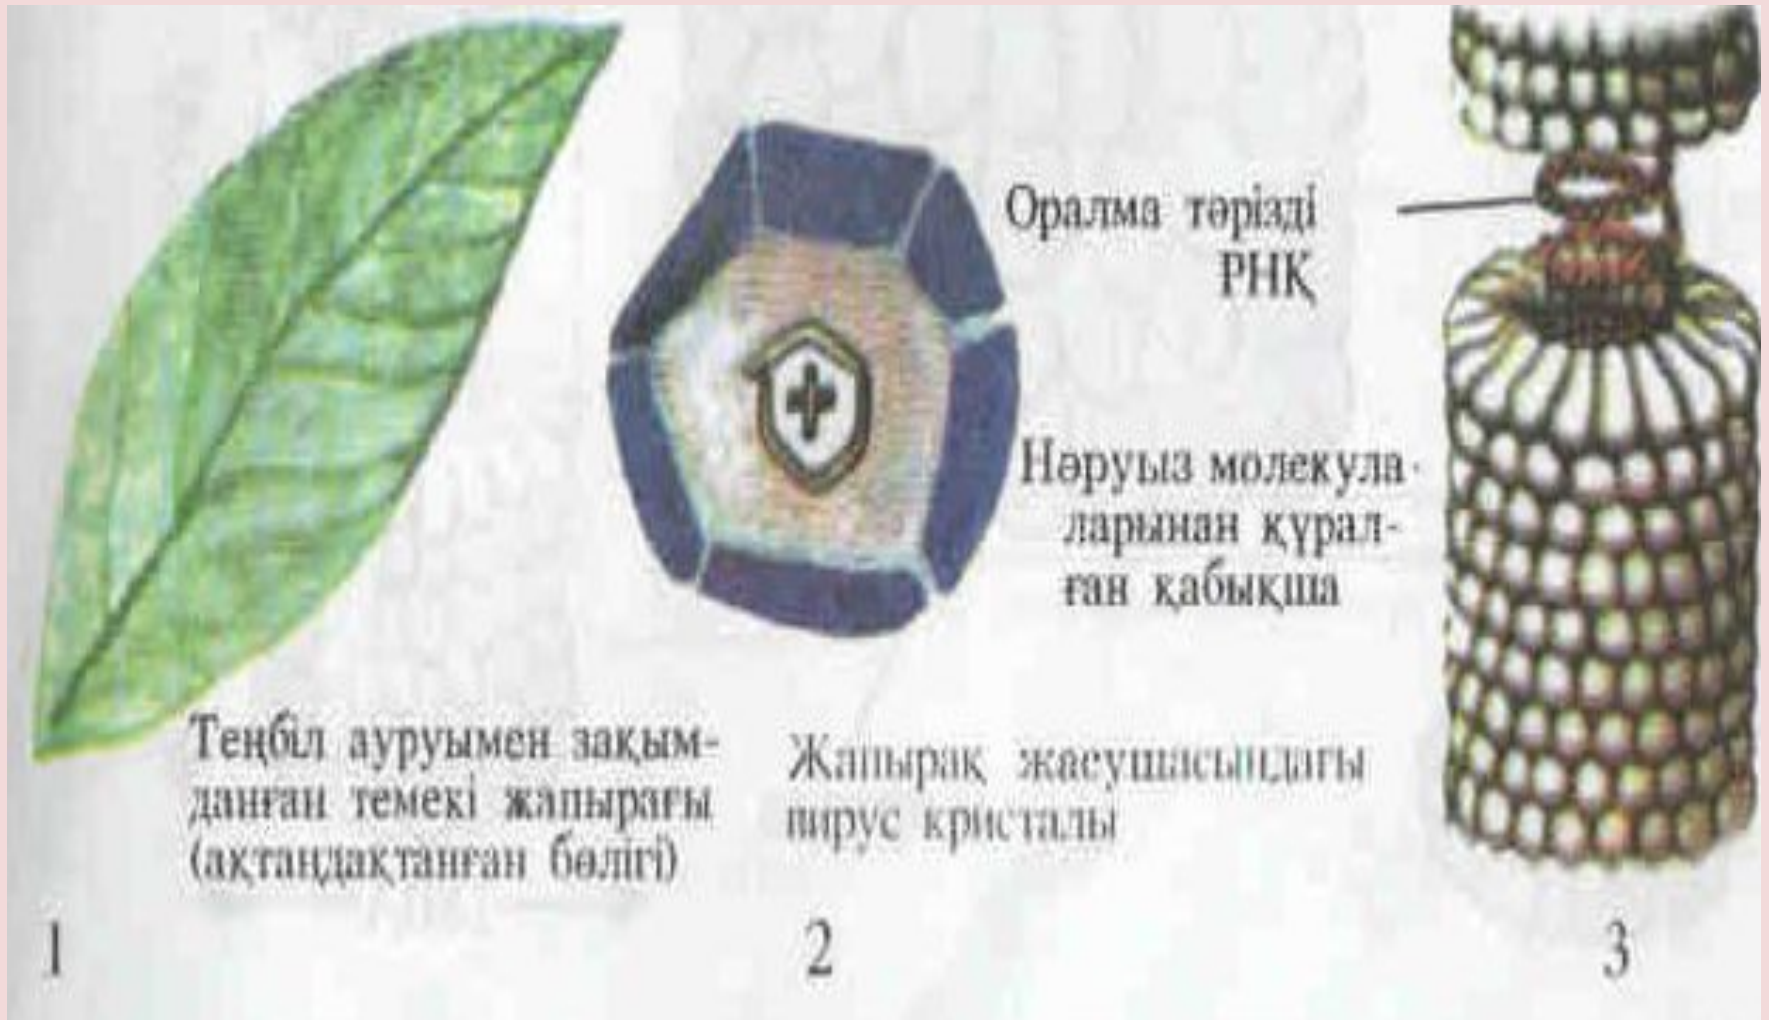 Оралма тәрізді
РНҚ
Нәруыз молекула-
ларынан құрал-
ған қабықша
Теңбіл ауруымен зақым-
данған темекі жапырағы
(ақтаңдақтанған бөлігі)
Жапырақ жасушасындағы
вирус кристалы
1
2
3